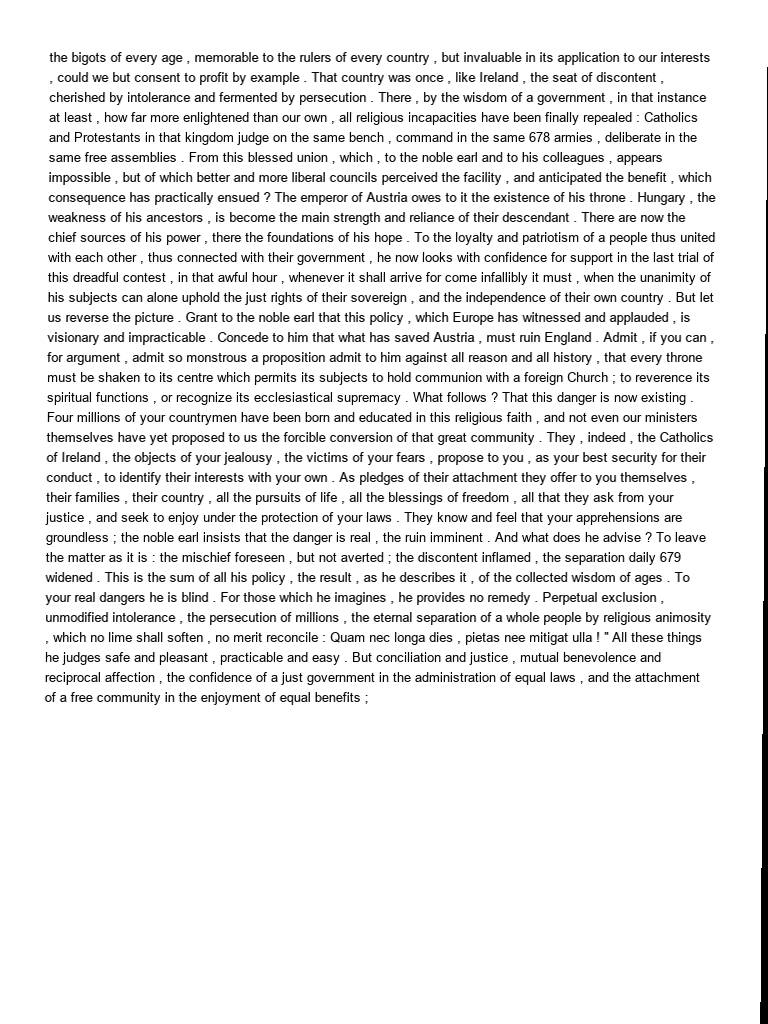 the bigots of every age , memorable to the rulers of every country , but invaluable in its application to our interests
, could we but consent to profit by example . That country was once , like Ireland , the seat of discontent ,
cherished by intolerance and fermented by persecution . There , by the wisdom of a government , in that instance
at least , how far more enlightened than our own , all religious incapacities have been finally repealed : Catholics
and Protestants in that kingdom judge on the same bench , command in the same 678 armies , deliberate in the
same free assemblies . From this blessed union , which , to the noble earl and to his colleagues , appears
impossible , but of which better and more liberal councils perceived the facility , and anticipated the benefit , which
consequence has practically ensued ? The emperor of Austria owes to it the existence of his throne . Hungary , the
weakness of his ancestors , is become the main strength and reliance of their descendant . There are now the
chief sources of his power , there the foundations of his hope . To the loyalty and patriotism of a people thus united
with each other , thus connected with their government , he now looks with confidence for support in the last trial of
this dreadful contest , in that awful hour , whenever it shall arrive for come infallibly it must , when the unanimity of
his subjects can alone uphold the just rights of their sovereign , and the independence of their own country . But let
us reverse the picture . Grant to the noble earl that this policy , which Europe has witnessed and applauded , is
visionary and impracticable . Concede to him that what has saved Austria , must ruin England . Admit , if you can ,
for argument , admit so monstrous a proposition admit to him against all reason and all history , that every throne
must be shaken to its centre which permits its subjects to hold communion with a foreign Church ; to reverence its
spiritual functions , or recognize its ecclesiastical supremacy . What follows ? That this danger is now existing .
Four millions of your countrymen have been born and educated in this religious faith , and not even our ministers
themselves have yet proposed to us the forcible conversion of that great community . They , indeed , the Catholics
of Ireland , the objects of your jealousy , the victims of your fears , propose to you , as your best security for their
conduct , to identify their interests with your own . As pledges of their attachment they offer to you themselves ,
their families , their country , all the pursuits of life , all the blessings of freedom , all that they ask from your
justice , and seek to enjoy under the protection of your laws . They know and feel that your apprehensions are
groundless ; the noble earl insists that the danger is real , the ruin imminent . And what does he advise ? To leave
the matter as it is : the mischief foreseen , but not averted ; the discontent inflamed , the separation daily 679
widened . This is the sum of all his policy , the result , as he describes it , of the collected wisdom of ages . To
your real dangers he is blind . For those which he imagines , he provides no remedy . Perpetual exclusion ,
unmodified intolerance , the persecution of millions , the eternal separation of a whole people by religious animosity
, which no lime shall soften , no merit reconcile : Quam nec longa dies , pietas nee mitigat ulla ! " All these things
he judges safe and pleasant , practicable and easy . But conciliation and justice , mutual benevolence and
reciprocal affection , the confidence of a just government in the administration of equal laws , and the attachment
of a free community in the enjoyment of equal benefits ;